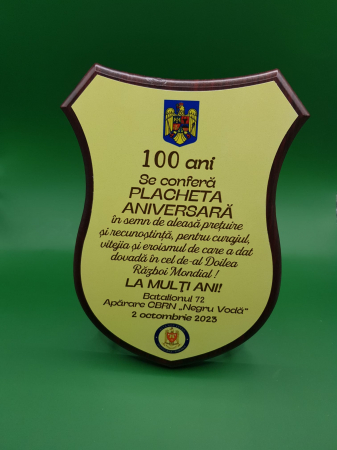 100 ani
Se conferă
PLACHETA
ANIVERSARĂ
în semn de aleasă prețuire
și recunoștință, pentru curajul,
vitejia și eroismul de care a dat
dovadă în cel de-al Doilea
Război Mondial !
LA MULȚI ANI!
Batalionul 72
Apărare CBRN „Negru Vodă"
2 octombrie 2023